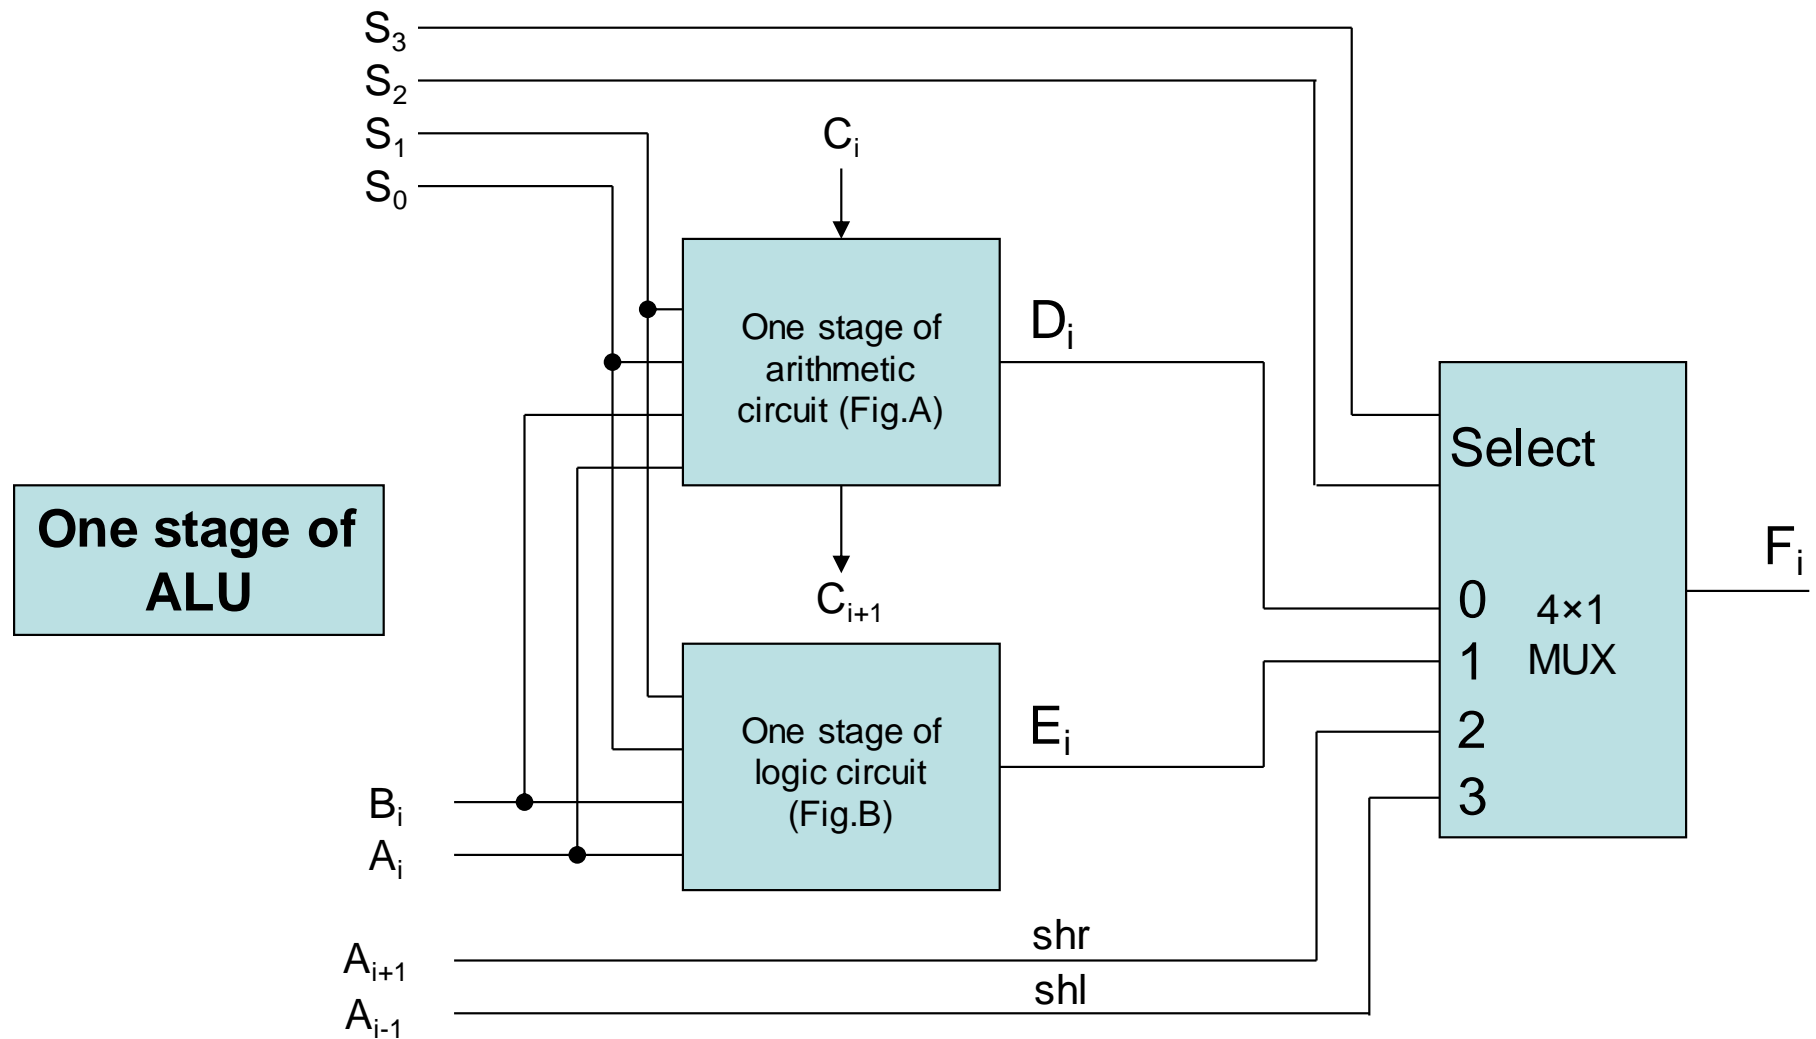 S3
S2
S1
S0
Ci
One stage of
arithmetic
circuit (Fig.A)
Di
Select
One stage of
ALU
Ci+1
0
1
2
3
4×1
MUX
Fi
One stage of
logic circuit
(Fig.B)
Ei
Bi
Ai
Ai+1
shr
Ai-1
shl